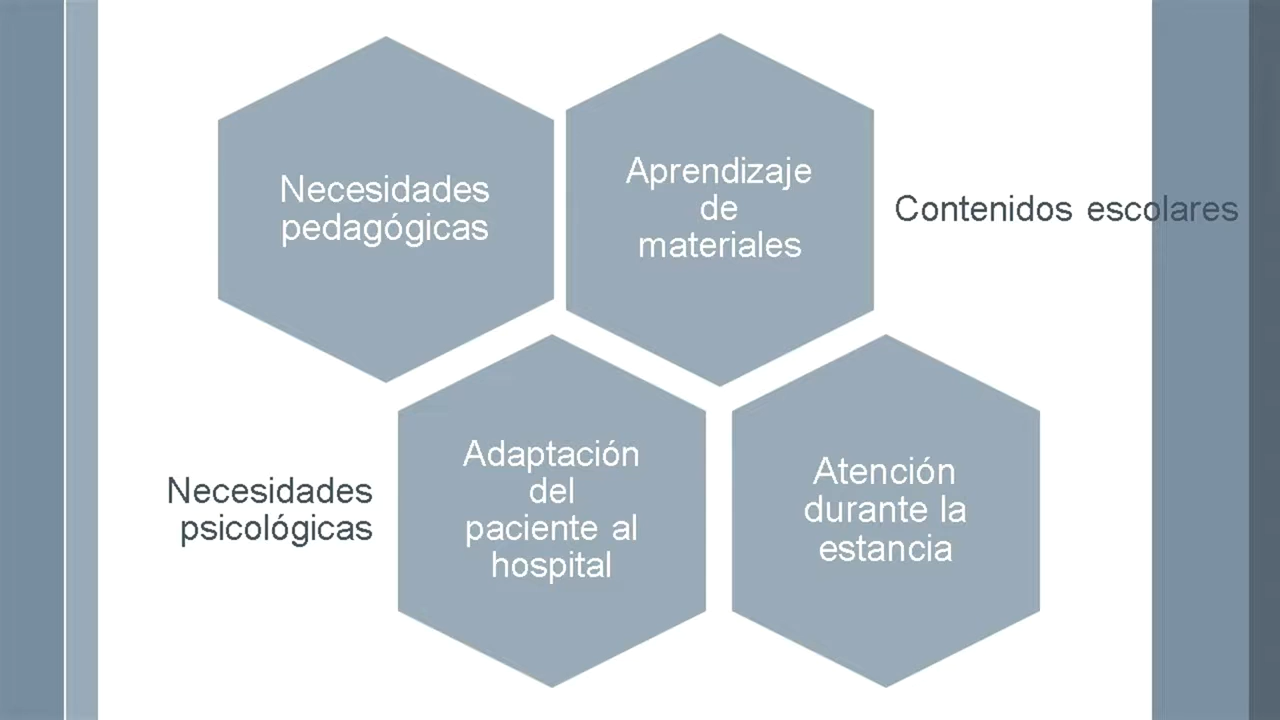 Necesidades
pedagógicas
Aprendizaje
de
materiales
Contenidos escolares
Necesidades
psicológicas
Adaptación
del
paciente al
hospital
Atención
durante la
estancia